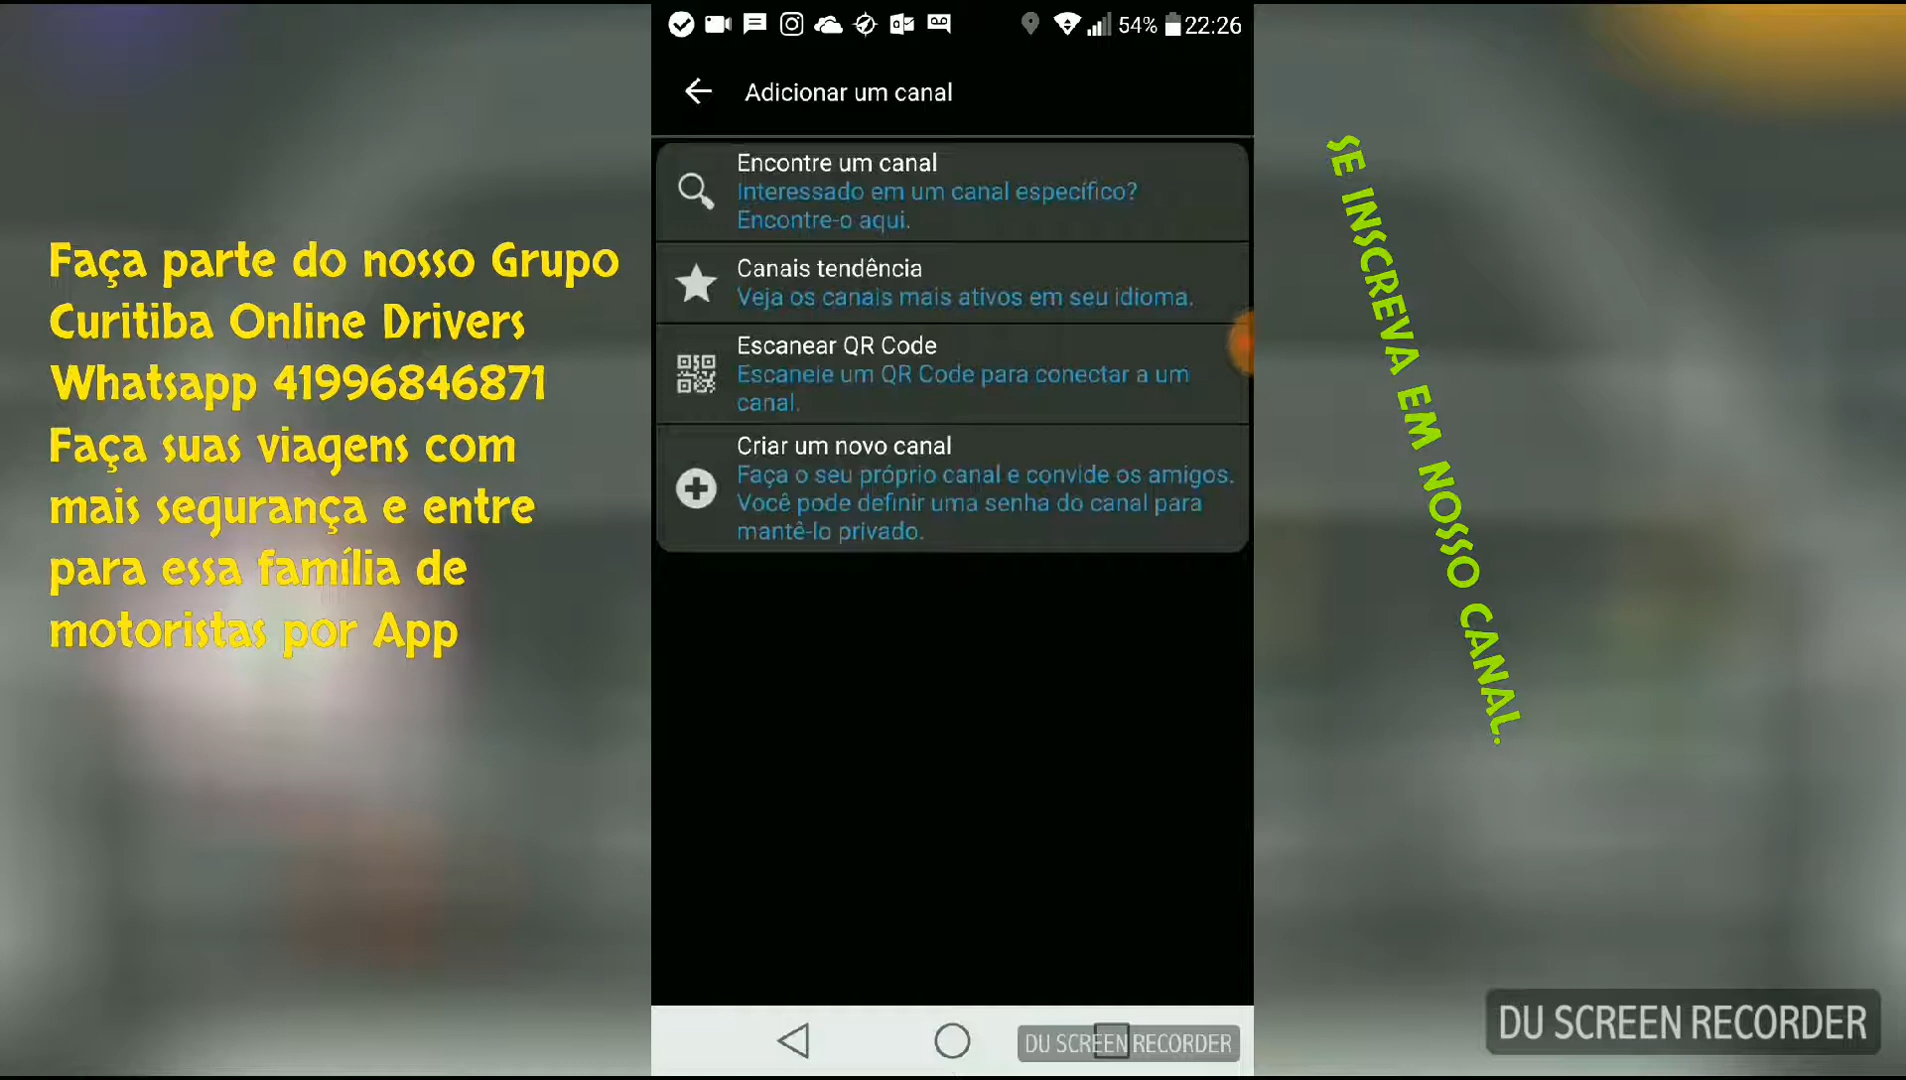 54% 22:26
Adicionar um canal
Encontre um canal
Interessado em um canal específico?
Encontre-o aqui.
Canais tendência
Veja os canais mais ativos em seu idioma.
Escanear QR Code
Escaneie um QR Code para conectar a um
canal.
Criar um novo canal
Faça o seu próprio canal e convide os amigos.
Você pode definir uma senha do canal para
mantê-lo privado.
Faça parte do nosso Grupo
Curitiba Online Drivers
Whatsapp 41996846871
Faça suas viagens com
mais segurança e entre
para essa família de
motoristas por App
SE INSCREVA EM NOSSO CANAL.
DU SCREEN RECORDER
DU SCREEN RECORDER